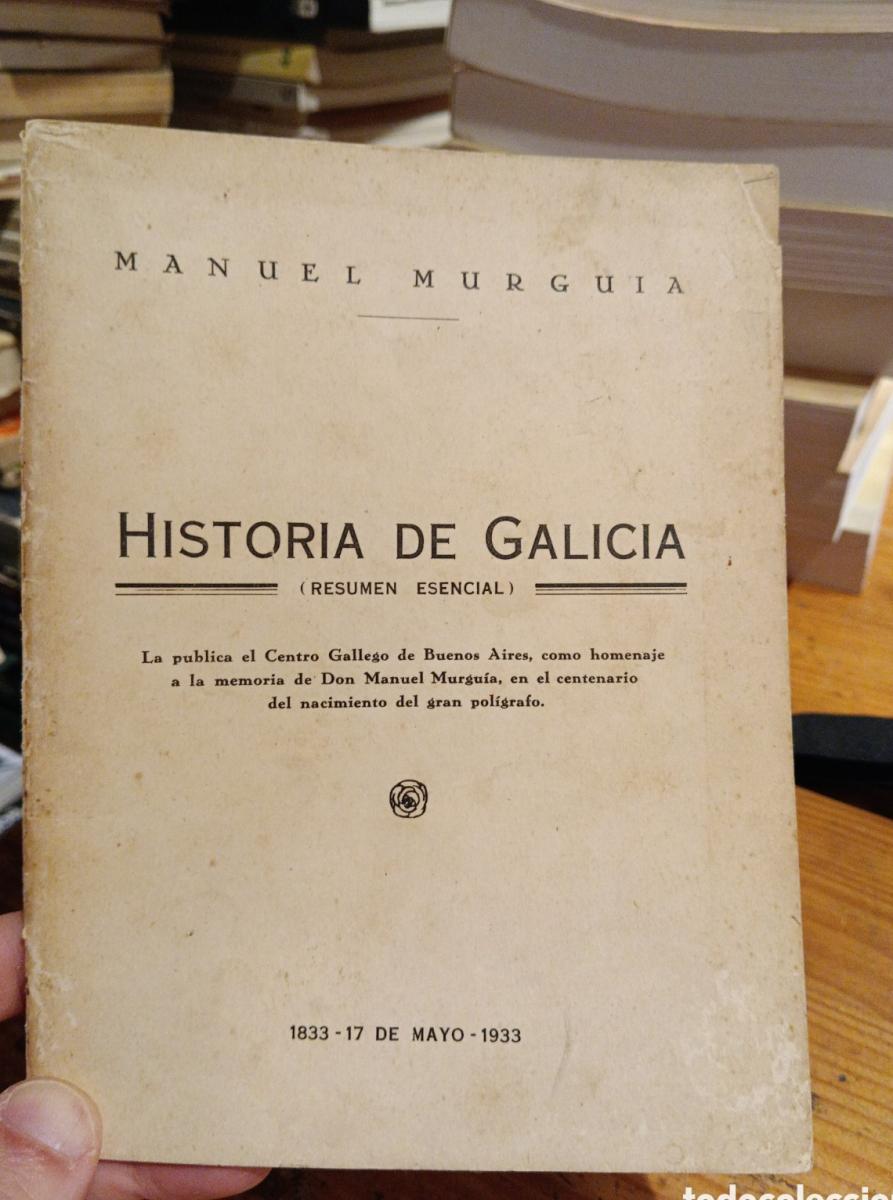 MANUEL MURGUIA
HISTORIA DE GALICIA
(RESUMEN ESENCIAL)
La publica el Centro Gallego de Buenos Aires, como homenaje
a la memoria de Don Manuel Murguía, en el centenario
del nacimiento del gran polígrafo.
1833 - 17 DE MAYO - 1933